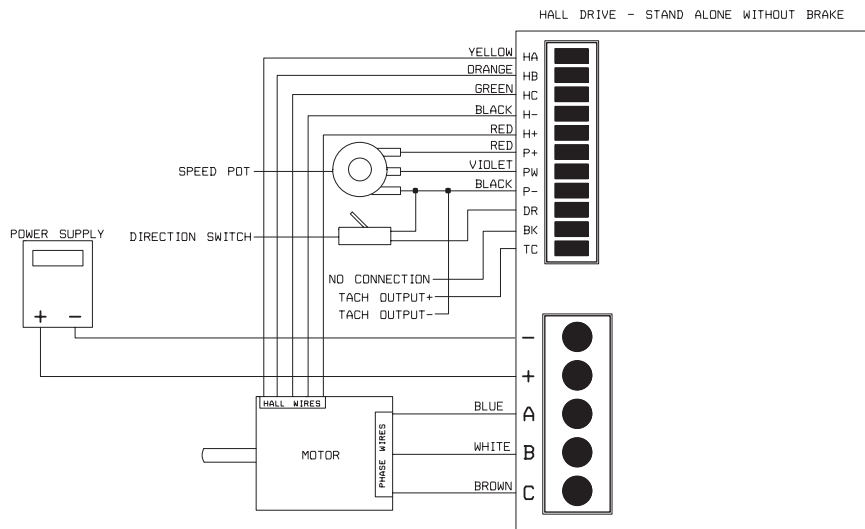 HALL DRIVE - STAND ALONE WITHOUT BRAKE
YELLOW HA
ORANGE HB
GREEN HC
BLACK H-
RED H+
RED P+
SPEED POT VIOLET PW
BLACK P-
DR
POWER SUPPLY DIRECTION SWITCH BK
TC
NO CONNECTION
TACH OUTPUT+
TACH OUTPUT-
+ -
-
+
HALL WIRES
BLUE A
WHITE B
MOTOR
PHASE WIRES
BROWN C